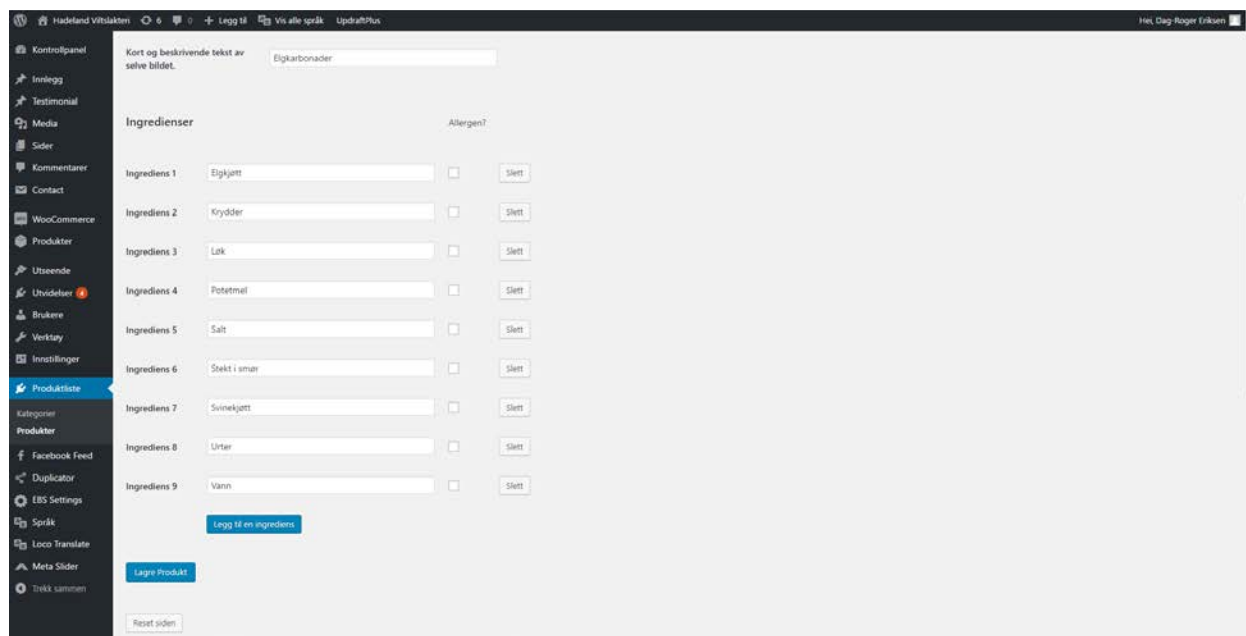 Hadeland Viltslakteri 6 0 Legg til Vis alle språk UpdraftPlus Hei, Dag-Roger Eriksen
Kontrollpanel
Innlegg
Testimonial
Media
Sider
Kommentarer
Contact
WooCommerce
Produkter
Utseende
Utvidelser 4
Brukere
Verktøy
Innstillinger
Produktliste
Kategorier
Produkter
Facebook Feed
Duplicator
EBS Settings
Språk
Loco Translate
Meta Slider
Trekk sammen
Kort og beskrivende tekst av
selve bildet.
Elgkarbonader
Ingredienser Allergen?
Ingrediens 1 Elgkjøtt Slett
Ingrediens 2 Krydder Slett
Ingrediens 3 Løk Slett
Ingrediens 4 Potetmel Slett
Ingrediens 5 Salt Slett
Ingrediens 6 Stekt i smør Slett
Ingrediens 7 Svinekjøtt Slett
Ingrediens 8 Urter Slett
Ingrediens 9 Vann Slett
Legg til en ingrediens
Lagre Produkt
Reset siden